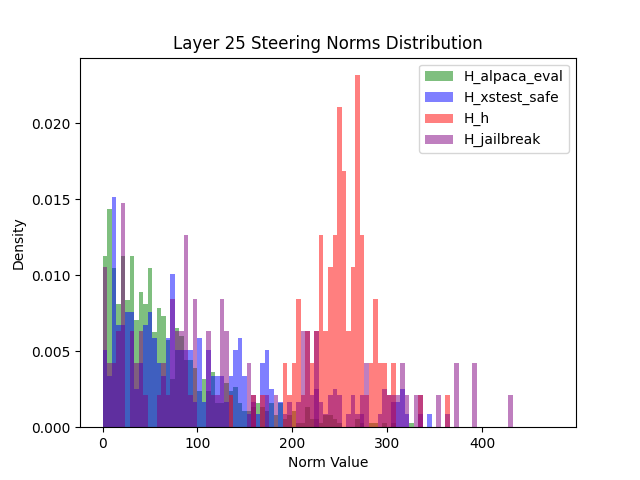 Layer 25 Steering Norms Distribution
H_alpaca_eval
H_xstest_safe
H_h
H_jailbreak
Density
0.020
0.015
0.010
0.005
0.000
0
100
200
300
400
Norm Value